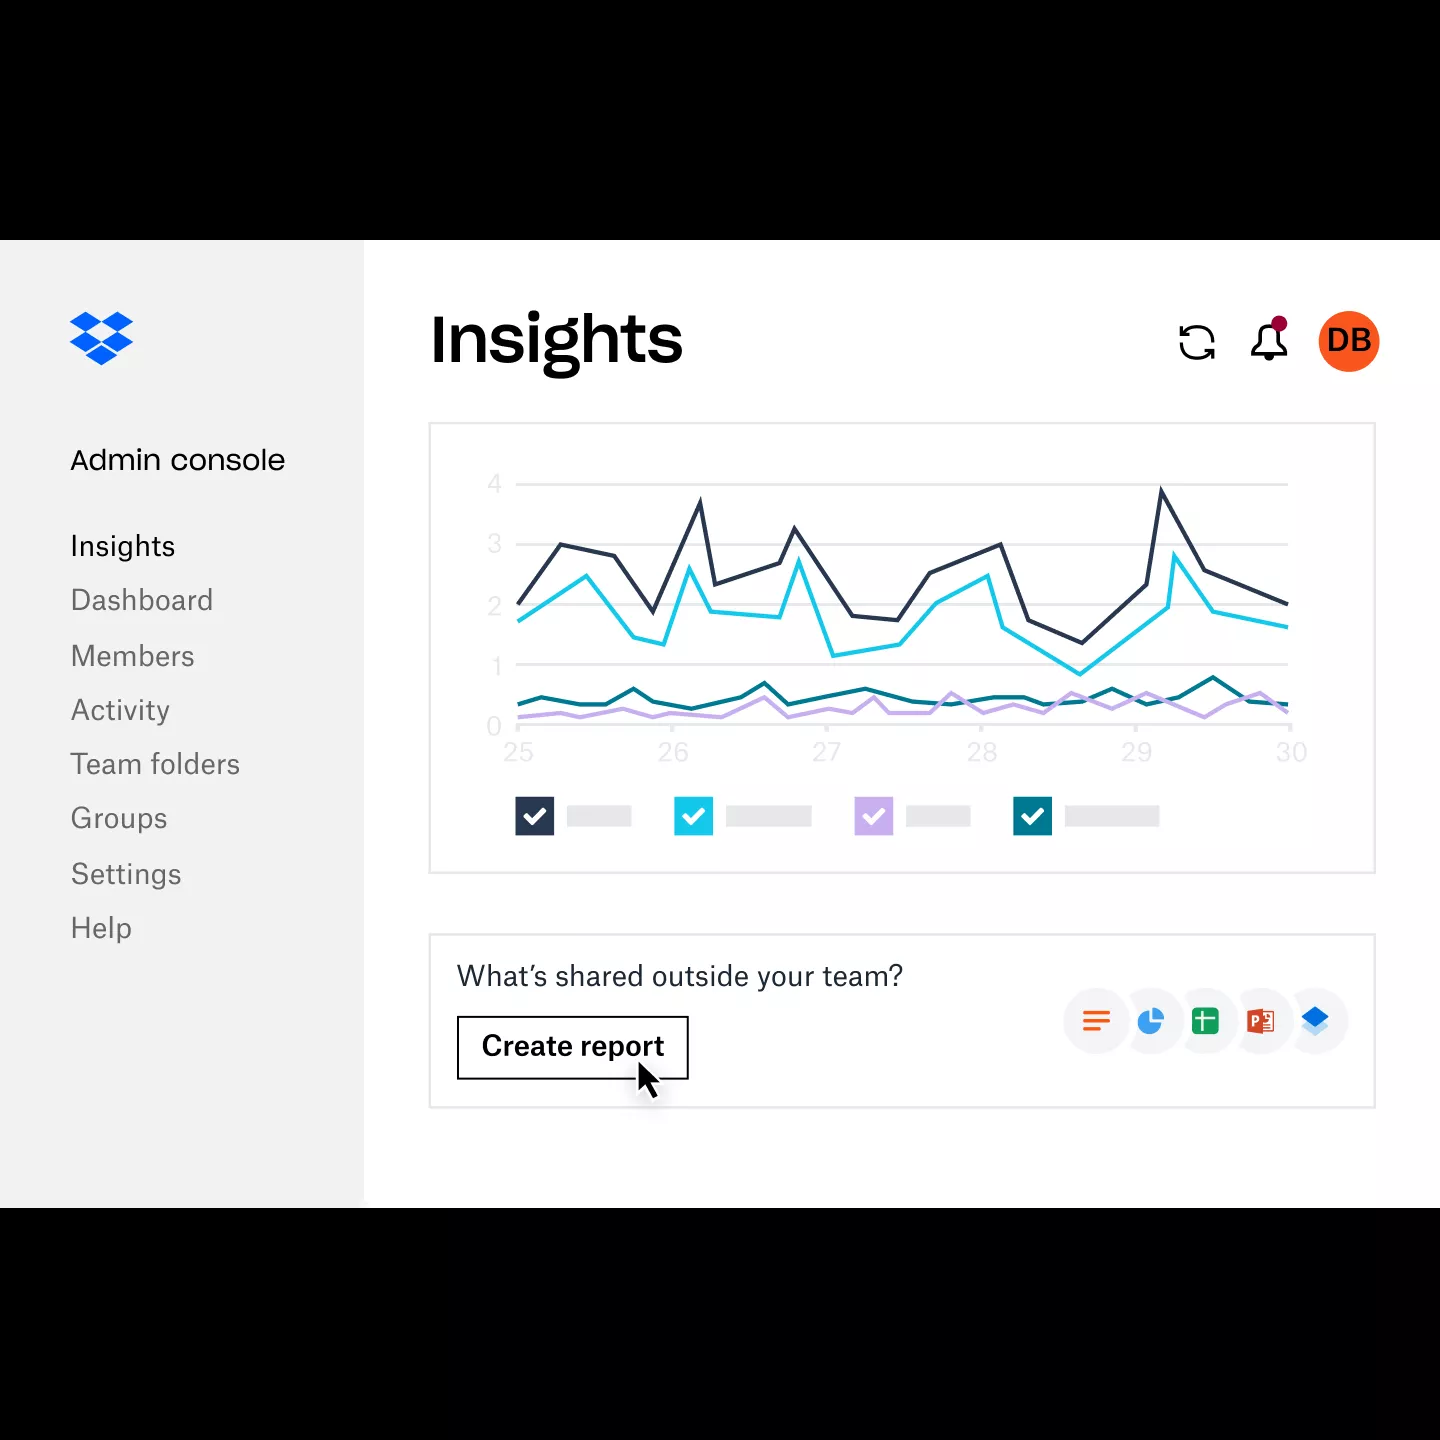 Insights
DB
Admin console
Insights
Dashboard
Members
Activity
Team folders
Groups
Settings
Help
4
3
2
1
0
25 26 27 28 29 30
What's shared outside your team?
Create report
P